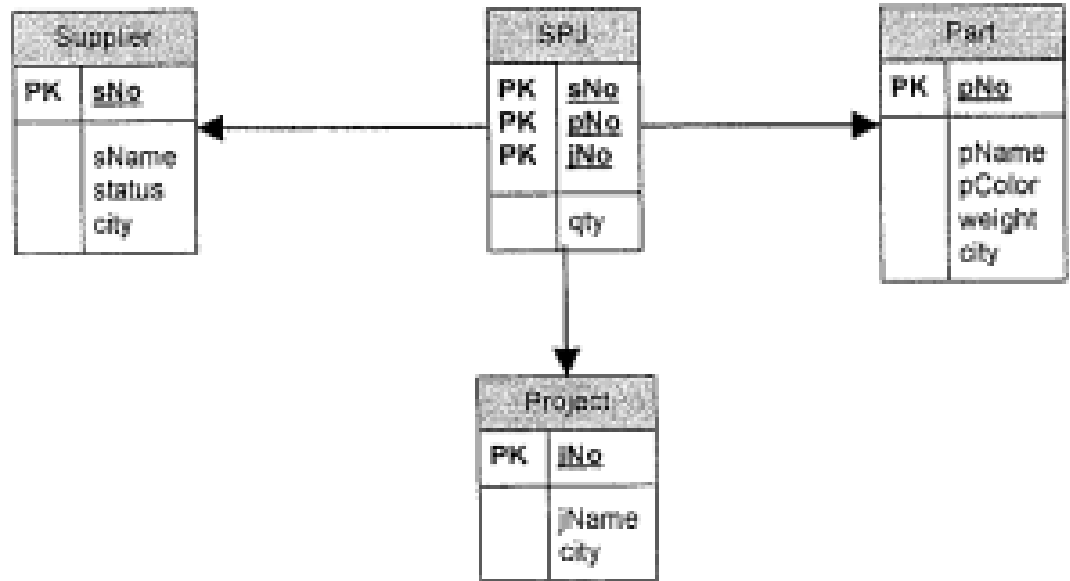 Supplier
PK sNo
sName
status
city
SPJ
PK sNo
PK pNo
PK jNo
qty
Part
PK pNo
pName
pColor
weight
city
Project
PK jNo
jName
city